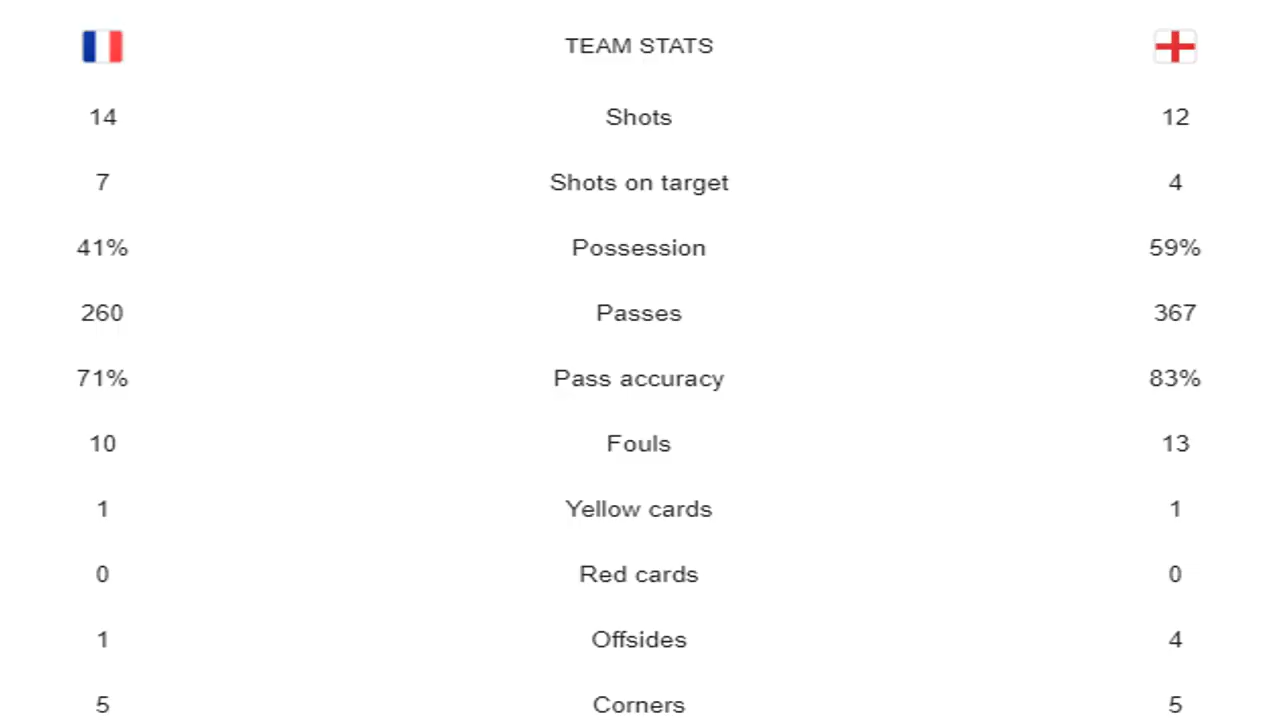 TEAM STATS
14 Shots 12
7 Shots on target 4
41% Possession 59%
260 Passes 367
71% Pass accuracy 83%
10 Fouls 13
1 Yellow cards 1
0 Red cards 0
1 Offsides 4
5 Corners 5